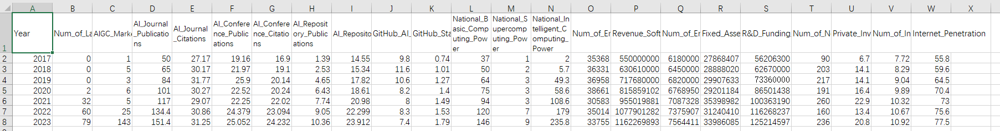 A B C D E F G H I J K L M N O P Q R S T U V W X
1 Year Num_of_La AIGC_Marke AI_Journal_Publications AI_Journal_Citations AI_Conference_Publications AI_Conference_Citations AI_Repository_Publications AI_Reposito GitHub_AI_ GitHub_Sta National_Basic_Computing_Power National_Supercomputing_Power National_Intelligent_Computing_Power Num_of_Er Revenue_Soft Num_of_Er Fixed_Asse R&D_Funding Num_of_N Private_Inv Num_of_In Internet_Penetration
2 2017 0 1 50 27.17 19.16 16.9 1.39 14.55 9.8 0.74 37 1 2 35368 550000000 6180000 27868407 56206300 90 6.7 7.72 55.8
3 2018 0 5 65 30.17 21.97 19.1 2.53 15.34 11.6 1.01 50 2 5.7 36331 630610000 6450000 28888020 62670000 203 14.1 8.29 59.6
4 2019 0 3 84 31.77 25.9 20.14 4.65 17.82 10.6 1.27 64 3 49.3 36958 717680000 6820000 29907633 73360000 217 14.1 9.04 64.5
5 2020 2 6 101 30.27 22.52 20.24 6.43 18.61 8.2 1.4 75 3 58.6 38661 815859102 6768950 29201184 86501438 191 16.4 9.89 70.4
6 2021 32 5 117 29.07 22.25 22.02 7.74 20.98 8 1.49 94 3 108.6 30583 955019881 7087328 35398982 100363190 260 22.9 10.32 73
7 2022 60 25 134.4 30.86 24.379 23.094 9.05 22.299 8.3 1.53 120 7 179 35014 1077901282 7375907 31240410 116268237 160 13.4 10.67 75.6
8 2023 79 143 151.4 31.25 25.052 24.232 10.36 23.912 7.4 1.79 146 9 235.8 33755 1162269893 7564411 33986085 125214597 236 20.8 10.92 77.5